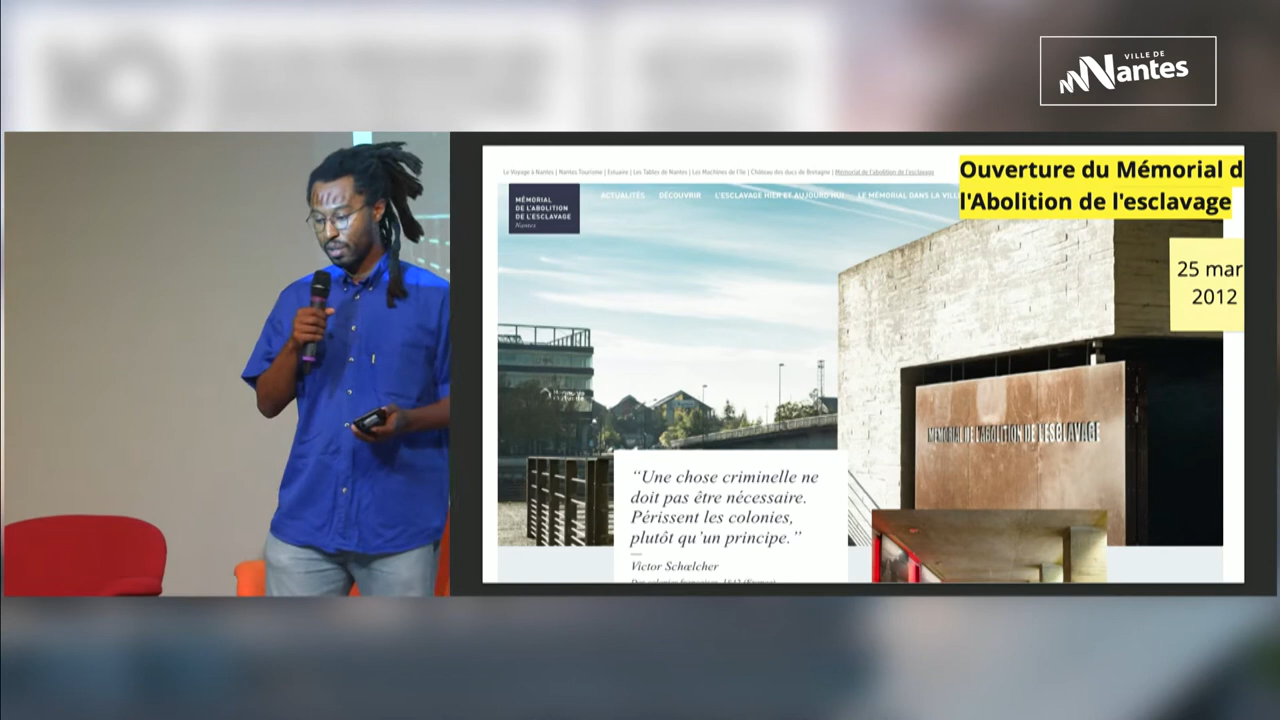 VILLE DE
Nantes
Le Voyage à Nantes | Nantes Tourisme | Estuaire | Les Tables de Nantes | Les Machines de l'île | Château des ducs de Bretagne | Mémorial de l'abolition de l'esclavage
Ouverture du Mémorial d
l'Abolition de l'esclavage
MÉMORIAL
DE L'ABOLITION
DE L'ESCLAVAGE
Nantes
ACTUALITÉS DÉCOUVRIR L'ESCLAVAGE HIER ET AUJOURD'HUI LE MÉMORIAL DANS LA VILL
25 mar
2012
MÉMORIAL DE L'ABOLITION DE L'ESCLAVAGE
“Une chose criminelle ne
doit pas être nécessaire.
Périssent les colonies,
plutôt qu'un principe.”
Victor Schœlcher